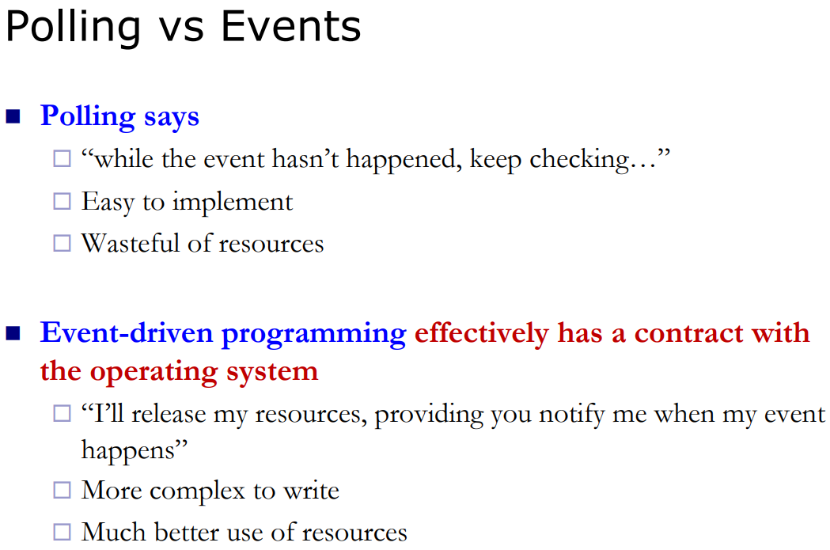 Polling vs Events
Polling says
“while the event hasn’t happened, keep checking…”
Easy to implement
Wasteful of resources
Event-driven programming effectively has a contract with
the operating system
“I’ll release my resources, providing you notify me when my event
happens”
More complex to write
Much better use of resources